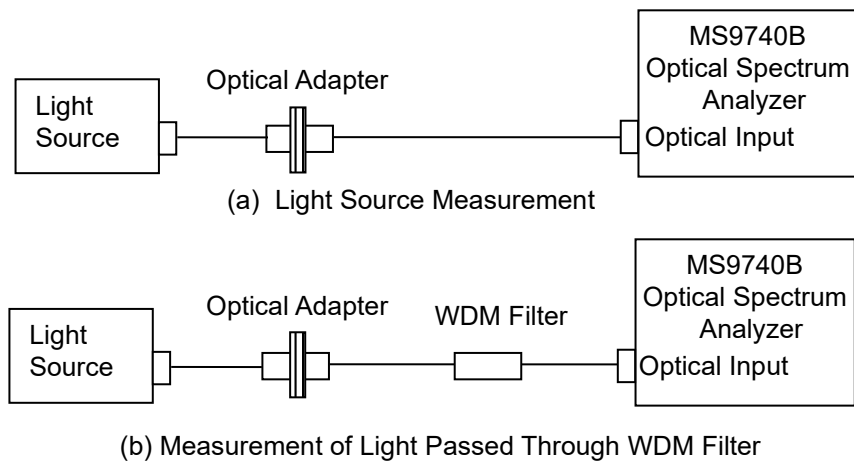 MS9740B
Optical Spectrum
Analyzer
Optical Input
Optical Adapter
Light
Source
(a) Light Source Measurement
MS9740B
Optical Spectrum
Analyzer
Optical Input
Optical Adapter
WDM Filter
Light
Source
(b) Measurement of Light Passed Through WDM Filter